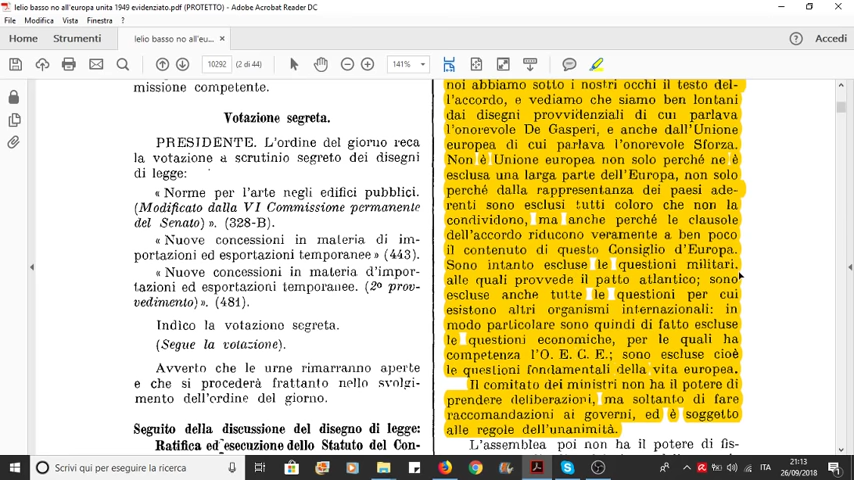 lelio basso no all'europa unita 1949 evidenziato.pdf (PROTETTO) - Adobe Acrobat Reader DC
File Modifica Vista Finestra ?
Home Strumenti lelio basso no all'eu... × Accedi
10292 (2 di 44) 141%
missione competente.
Votazione segreta.
PRESIDENTE. L'ordine del giorno reca
la votazione a scrutinio segreto dei disegni
di legge:
« Norme per l'arte negli edifici pubblici.
(Modificato dalla VI Commissione permanente
del Senato) ». (328-B).
« Nuove concessioni in materia di im-
portazioni ed esportazioni temporanee » (443).
« Nuove concessioni in materia d'impor-
tazioni ed esportazioni temporanee. (2º prov-
vedimento) ». (481).
Indìco la votazione segreta.
(Segue la votazione).
Avverto che le urne rimarranno aperte
e che si procederà frattanto nello svolgi-
mento dell'ordine del giorno.
Seguito della discussione del disegno di legge:
Ratifica ed esecuzione dello Statuto del Con-
noi abbiamo sotto i nostri occhi il testo del-
l'accordo, e vediamo che siamo ben lontani
dai disegni provvidenziali di cui parlava
l'onorevole De Gasperi, e anche dall'Unione
europea di cui parlava l'onorevole Sforza.
Non è Unione europea non solo perché ne è
esclusa una larga parte dell'Europa, non solo
perché dalla rappresentanza dei paesi ade-
renti sono esclusi tutti coloro che non la
condividono, ma anche perché le clausole
dell'accordo riducono veramente a ben poco
il contenuto di questo Consiglio d'Europa.
Sono intanto escluse le questioni militari,
alle quali provvede il patto atlantico; sono
escluse anche tutte le questioni per cui
esistono altri organismi internazionali: in
modo particolare sono quindi di fatto escluse
le questioni economiche, per le quali ha
competenza l'O. E. C. E.; sono escluse cioè
le questioni fondamentali della vita europea.
Il comitato dei ministri non ha il potere di
prendere deliberazioni, ma soltanto di fare
raccomandazioni ai governi, ed è soggetto
alle regole dell'unanimità.
L'assemblea poi non ha il potere di fis-
Scrivi qui per eseguire la ricerca
ITA
21:13
26/09/2018